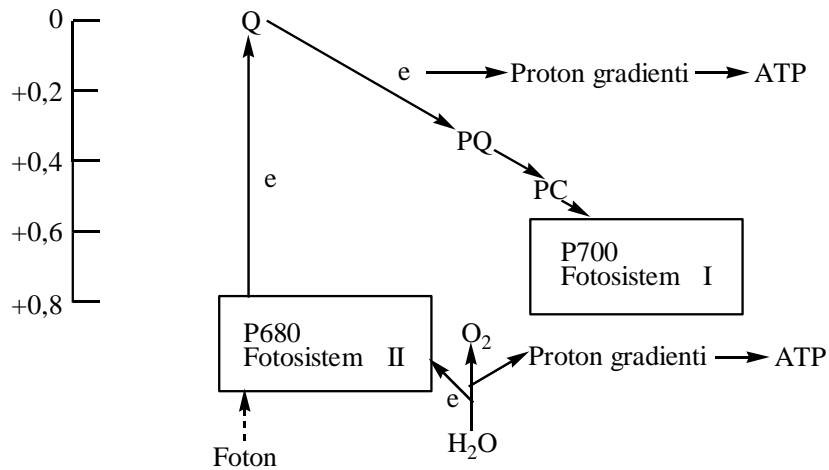 0
Q
e
Proton gradienti
ATP
+0,2
PQ
+0,4
e
PC
+0,6
P700
Fotosistem I
+0,8
P680
Fotosistem II
O₂
Proton gradienti
ATP
e
H₂O
Foton